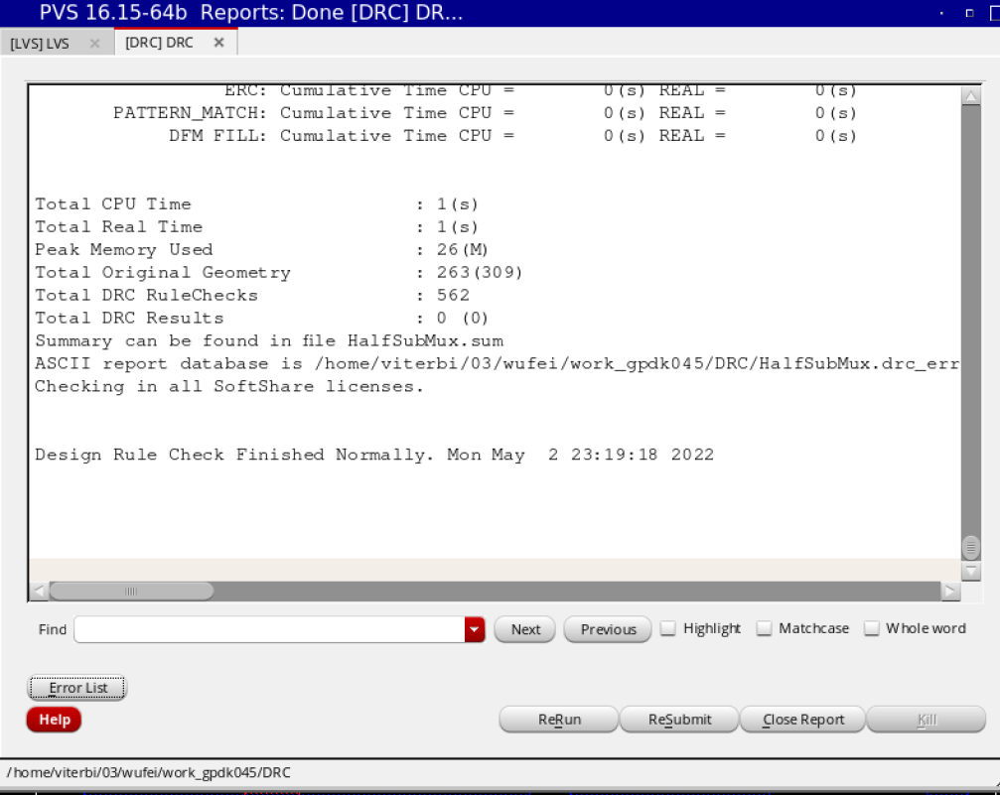 PVS 16.15-64b Reports: Done [DRC] DR...
[LVS] LVS × [DRC] DRC ×
ERC: Cumulative Time CPU = 0(s) REAL = 0(s)
PATTERN_MATCH: Cumulative Time CPU = 0(s) REAL = 0(s)
DFM FILL: Cumulative Time CPU = 0(s) REAL = 0(s)
Total CPU Time : 1(s)
Total Real Time : 1(s)
Peak Memory Used : 26(M)
Total Original Geometry : 263(309)
Total DRC RuleChecks : 562
Total DRC Results : 0 (0)
Summary can be found in file HalfSubMux.sum
ASCII report database is /home/viterbi/03/wufei/work_gpdk045/DRC/HalfSubMux.drc_err
Checking in all SoftShare licenses.
Design Rule Check Finished Normally. Mon May 2 23:19:18 2022
Find Next Previous Highlight Matchcase Whole word
Error List
Help ReRun ReSubmit Close Report Kill
/home/viterbi/03/wufei/work_gpdk045/DRC